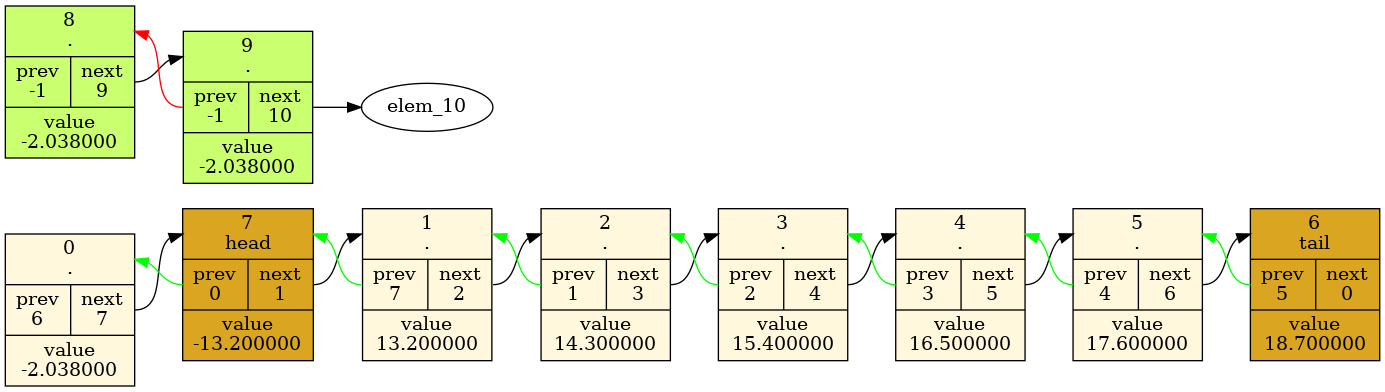 8
.
prev next
-1 9
value
-2.038000
9
.
prev next
-1 10
value
-2.038000
elem_10
0
.
prev next
6 7
value
-2.038000
7
head
prev next
0 1
value
-13.200000
1
.
prev next
7 2
value
13.200000
2
.
prev next
1 3
value
14.300000
3
.
prev next
2 4
value
15.400000
4
.
prev next
3 5
value
16.500000
5
.
prev next
4 6
value
17.600000
6
tail
prev next
5 0
value
18.700000